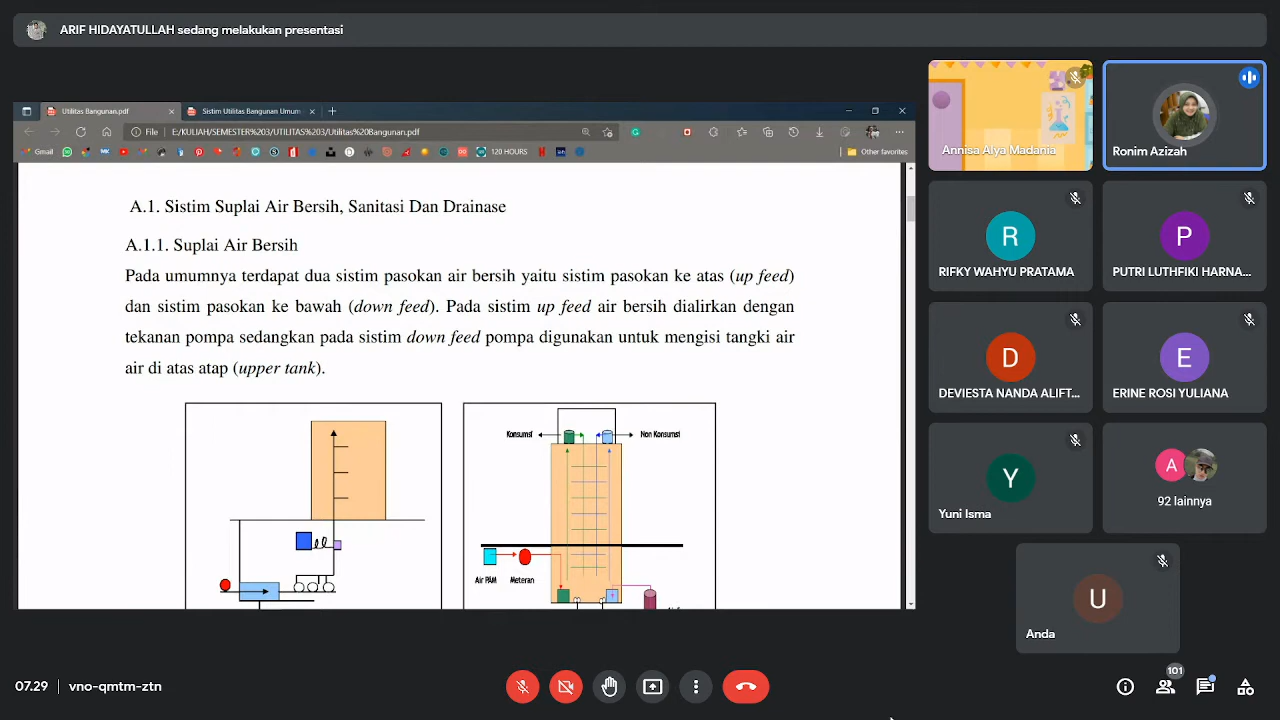 ARIF HIDAYATULLAH sedang melakukan presentasi
Utilitas Bangunan.pdf
Sistim Utilitas Bangunan Umum
File
E:/KULIAH/SEMESTER%203/UTILITAS%203/Utilitas%20Bangunan.pdf
Gmail
120 HOURS
Other favorites
A.1. Sistim Suplai Air Bersih, Sanitasi Dan Drainase
A.1.1. Suplai Air Bersih
Pada umumnya terdapat dua sistim pasokan air bersih yaitu sistim pasokan ke atas (up feed)
dan sistim pasokan ke bawah (down feed). Pada sistim up feed air bersih dialirkan dengan
tekanan pompa sedangkan pada sistim down feed pompa digunakan untuk mengisi tangki air
air di atas atap (upper tank).
Konsumsi
Non Konsumsi
Air PAM
Meteran
Annisa Alya Madania
Ronim Azizah
R
RIFKY WAHYU PRATAMA
P
PUTRI LUTHFIKI HARNA...
D
DEVIESTA NANDA ALIFT...
E
ERINE ROSI YULIANA
Y
Yuni Isma
A
92 lainnya
U
Anda
07.29 | vno-qmtm-ztn
101